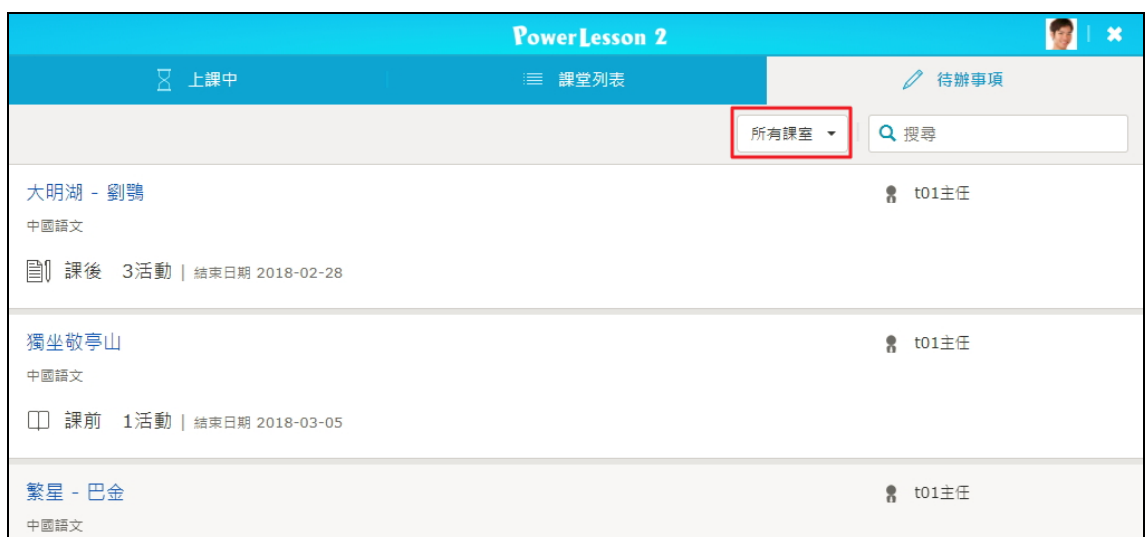 PowerLesson 2
上課中
課堂列表
待辦事項
所有課室
搜尋
大明湖 - 劉鶚
t01主任
中國語文
課後 3活動 | 結束日期 2018-02-28
獨坐敬亭山
t01主任
中國語文
課前 1活動 | 結束日期 2018-03-05
繁星 - 巴金
t01主任
中國語文